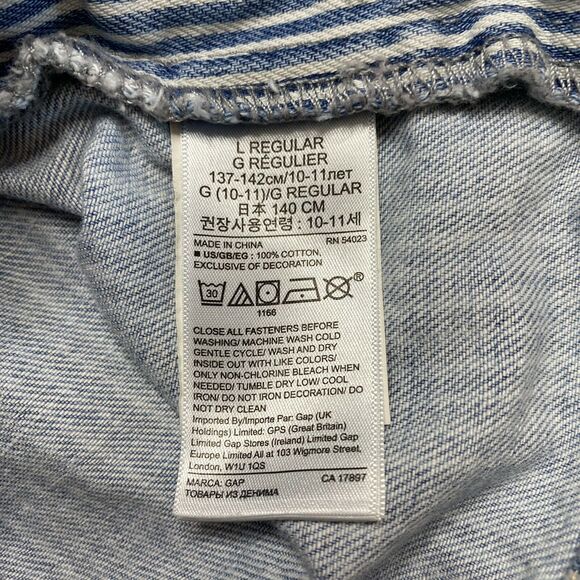 L REGULAR
G RÉGULIER
137-142см/10-11лет
G (10-11)/G REGULAR
日本 140 CM
권장사용연령 : 10-11세
MADE IN CHINA RN 54023
■ US/GB/EG : 100% COTTON,
EXCLUSIVE OF DECORATION
30
1166
CLOSE ALL FASTENERS BEFORE
WASHING/ MACHINE WASH COLD
GENTLE CYCLE/ WASH AND DRY
INSIDE OUT WITH LIKE COLORS/
ONLY NON-CHLORINE BLEACH WHEN
NEEDED/ TUMBLE DRY LOW/ COOL
IRON/ DO NOT IRON DECORATION/ DO
NOT DRY CLEAN
Imported By/Importe Par: Gap (UK
Holdings) Limited: GPS (Great Britain)
Limited Gap Stores (Ireland) Limited Gap
Europe Limited All at 103 Wigmore Street,
London, W1U 1QS
MARCA: GAP CA 17897
ТОВАРЫ ИЗ ДЕНИМА